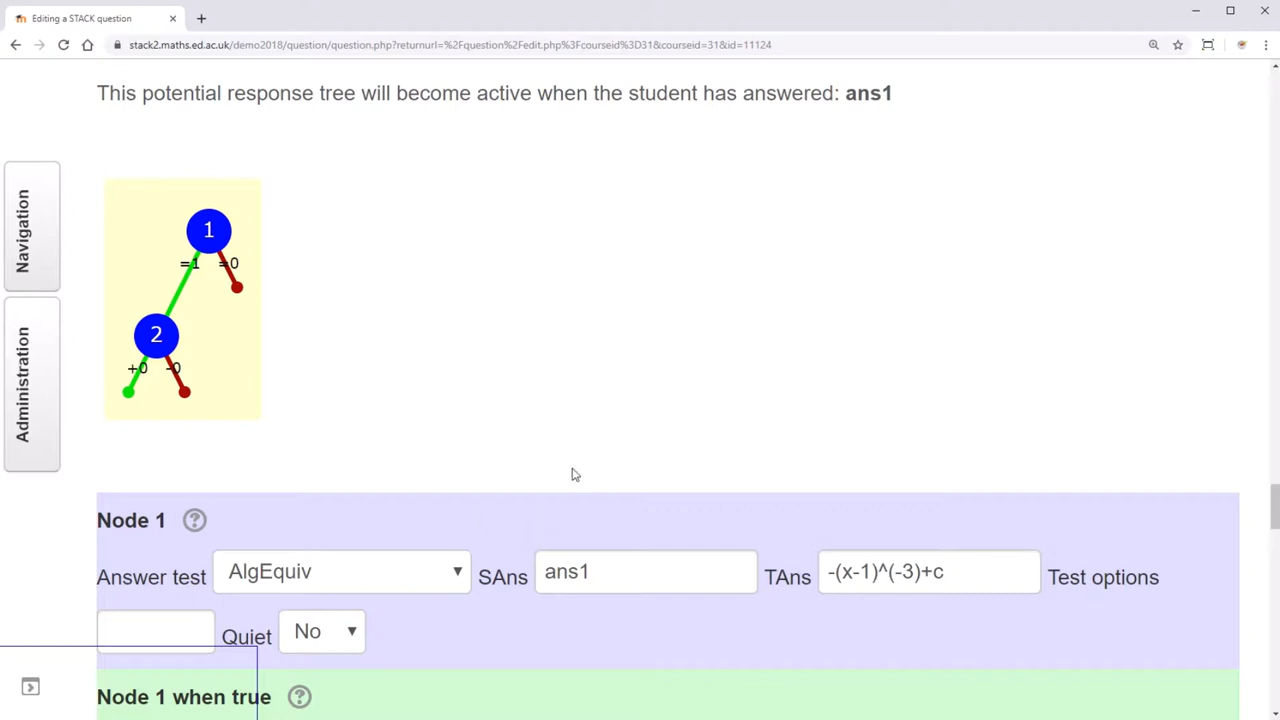 Editing a STACK question
stack2.maths.ed.ac.uk/demo2018/question/question.php?returnurl=%2Fquestion%2Fedit.php%3Fcourseid%3D31&courseid=31&id=11124
This potential response tree will become active when the student has answered: ans1
Navigation
Administration
1
=1 =0
2
+0 -0
Node 1 ?
Answer test AlgEquiv SAns ans1 TAns -(x-1)^(-3)+c Test options
Quiet No
Node 1 when true ?